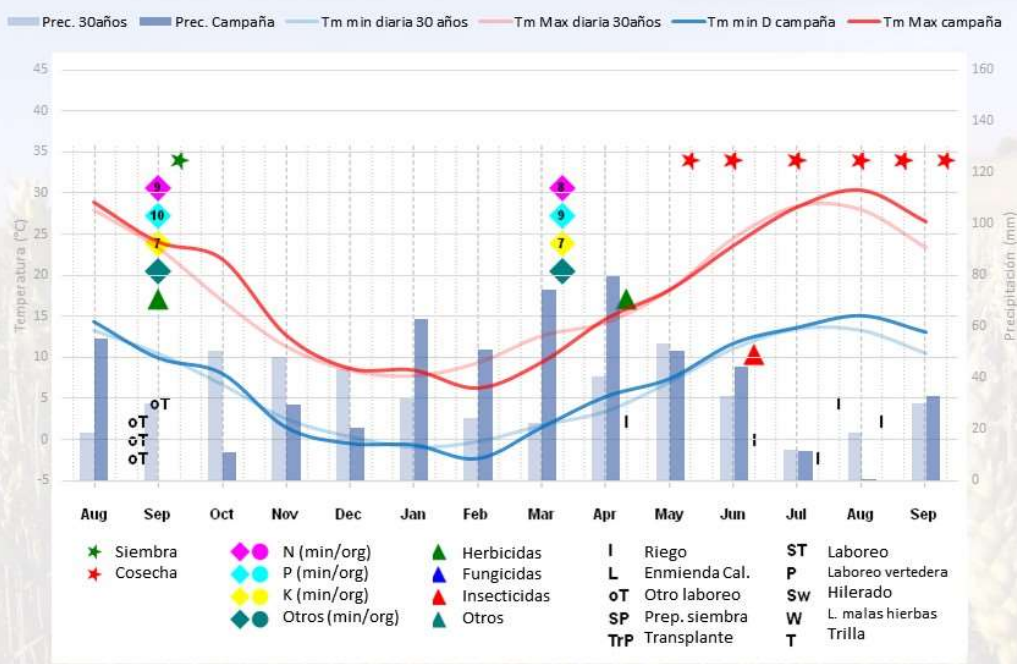 Prec. 30años Prec. Campaña Tm min diaria 30 años Tm Max diaria 30años Tm min D campaña Tm Max campaña
45 160
40 140
35 120
30 100
25 80
20 60
15 40
10 20
5 0
0
-5
Temperatura (°C)
Precipitación (mm)
9 8
10 9
7 7
oT I
oT I I
oT i
oT I
Aug Sep Oct Nov Dec Jan Feb Mar Apr May Jun Jul Aug Sep
Siembra N (min/org) Herbicidas I Riego ST Laboreo
Cosecha P (min/org) Fungicidas L Enmienda Cal. P Laboreo vertedera
K (min/org) Insecticidas oT Otro laboreo Sw Hilerado
Otros (min/org) Otros SP Prep. siembra W L. malas hierbas
TrP Transplante T Trilla